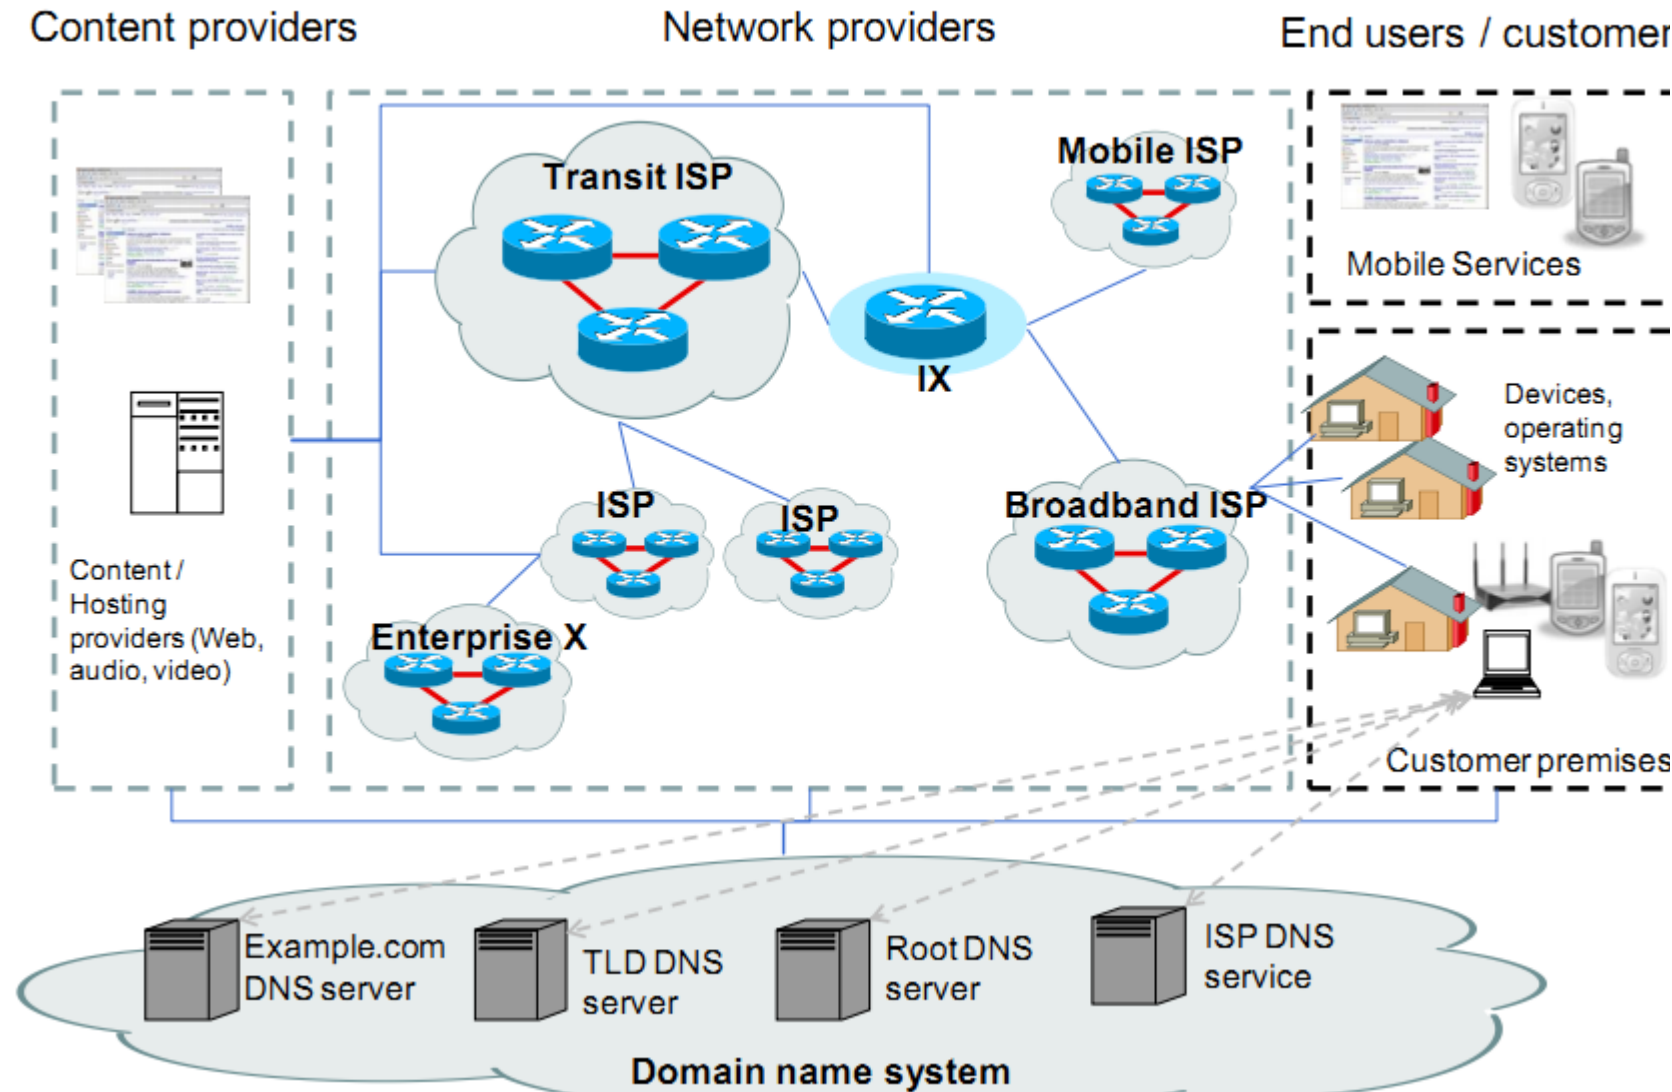 Content providers
Network providers
End users / customer
Transit ISP
Mobile ISP
Mobile Services
IX
Devices,
operating
systems
ISP
ISP
Broadband ISP
Content /
Hosting
providers (Web,
audio, video)
Enterprise X
Customer premises
Example.com
DNS server
TLD DNS
server
Root DNS
server
ISP DNS
service
Domain name system